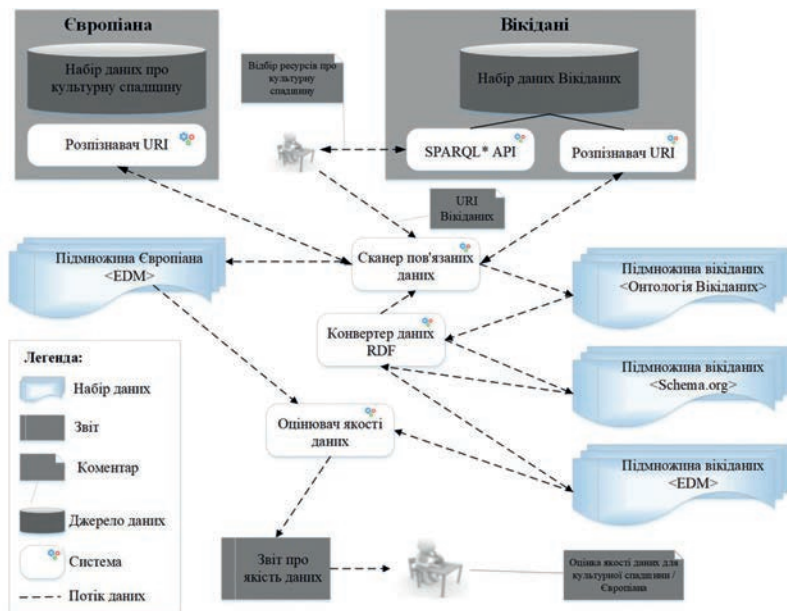 Європіана
Набір даних про
культурну спадщину
Розпізнавач URI
Відбір ресурсів про
культурну
спадщину
Вікідані
Набір даних Вікіданих
SPARQL* API
Розпізнавач URI
URI
Вікіданих
Підмножина Європіана
<EDM>
Сканер пов'язаних
даних
Підмножина вікіданих
<Онтологія Вікіданих>
Конвертер даних
RDF
Підмножина вікіданих
<Schema.org>
Оцінювач якості
даних
Підмножина вікіданих
<EDM>
Легенда:
Набір даних
Звіт
Коментар
Джерело даних
Система
Потік даних
Звіт про
якість даних
Оцінка якості даних для
культурної спадщини /
Європіана